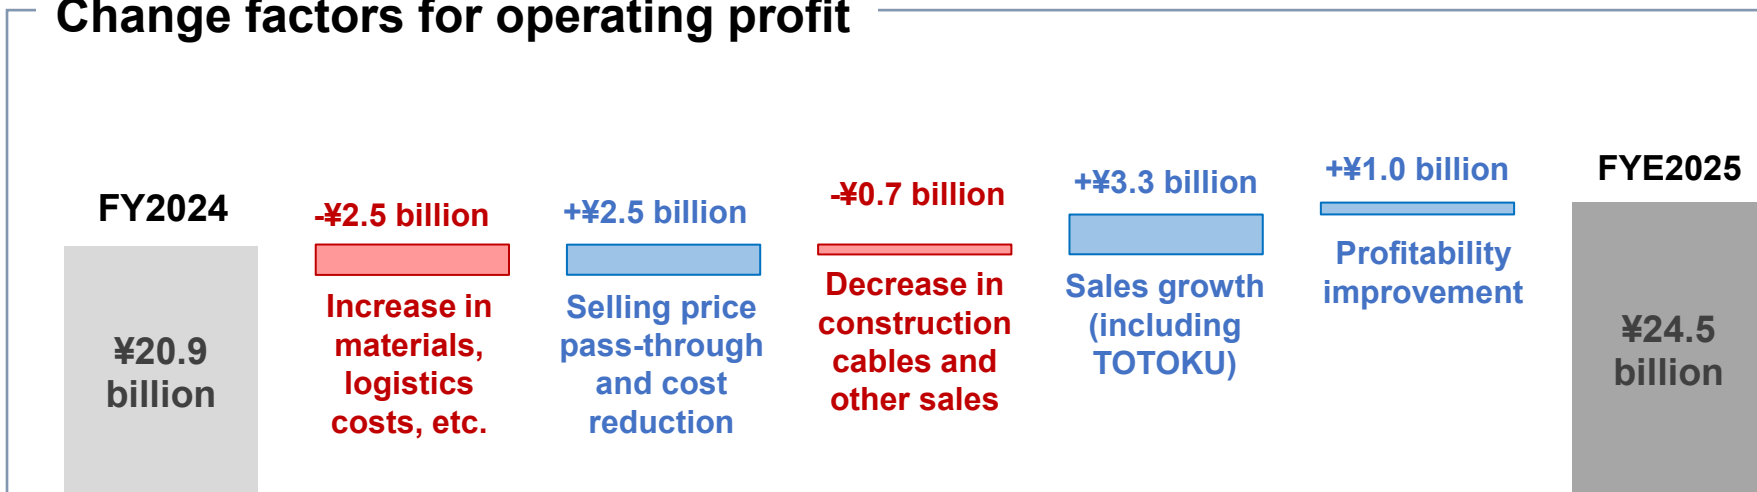 Change factors for operating profit
FY2024
¥20.9
billion
-¥2.5 billion
Increase in
materials,
logistics
costs, etc.
+¥2.5 billion
Selling price
pass-through
and cost
reduction
-¥0.7 billion
Decrease in
construction
cables and
other sales
+¥3.3 billion
Sales growth
(including
TOTOKU)
+¥1.0 billion
Profitability
improvement
FYE2025
¥24.5
billion